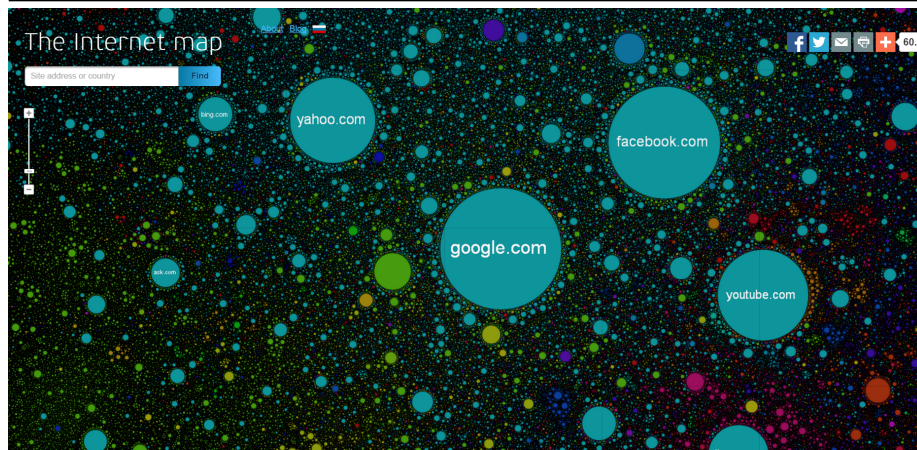 About Blog
The Internet map
60.
Site address or country
Find
bing.com
yahoo.com
facebook.com
google.com
ask.com
youtube.com